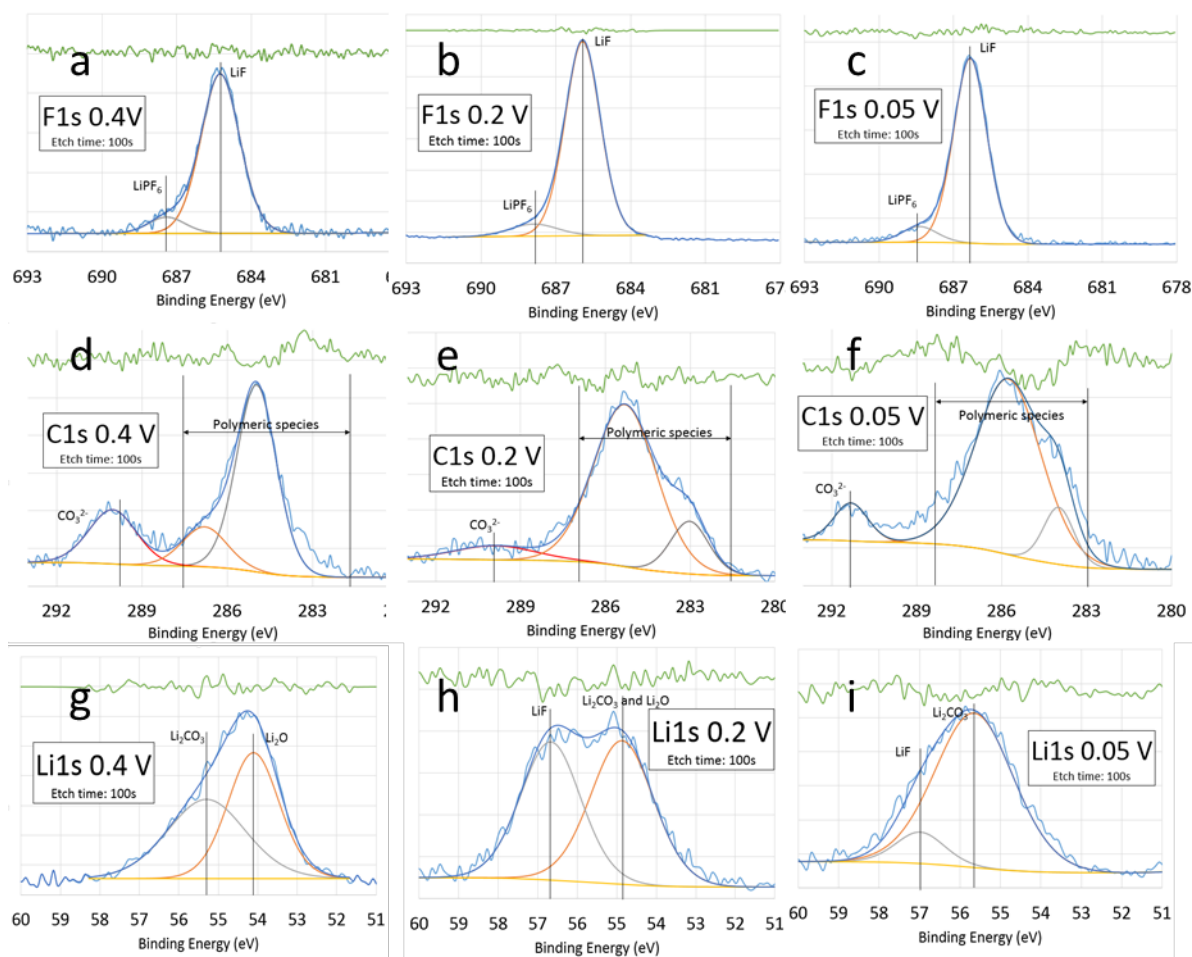 a
LiF
F1s 0.4V
Etch time: 100s
LiPF6
693 690 687 684 681
Binding Energy (eV)
b
LiF
F1s 0.2 V
Etch time: 100s
LiPF6
693 690 687 684 681 67
Binding Energy (eV)
c
LiF
F1s 0.05 V
Etch time: 100s
LiPF6
693 690 687 684 681 678
Binding Energy (eV)
d
C1s 0.4 V
Etch time: 100s
Polymeric species
CO3 2-
292 289 286 283
Binding Energy (eV)
e
C1s 0.2 V
Etch time: 100s
Polymeric species
CO3 2-
292 289 286 283 280
Binding Energy (eV)
f
C1s 0.05 V
Etch time: 100s
Polymeric species
CO3 2-
292 289 286 283 280
Binding Energy (eV)
g
Li2CO3
Li2O
Li1s 0.4 V
Etch time: 100s
60 59 58 57 56 55 54 53 52 51
Binding Energy (eV)
h
LiF
Li2CO3 and Li2O
Li1s 0.2 V
Etch time: 100s
60 59 58 57 56 55 54 53 52 51
Binding Energy (eV)
i
Li2CO3
LiF
Li1s 0.05 V
Etch time: 100s
60 59 58 57 56 55 54 53 52 51
Binding Energy (eV)